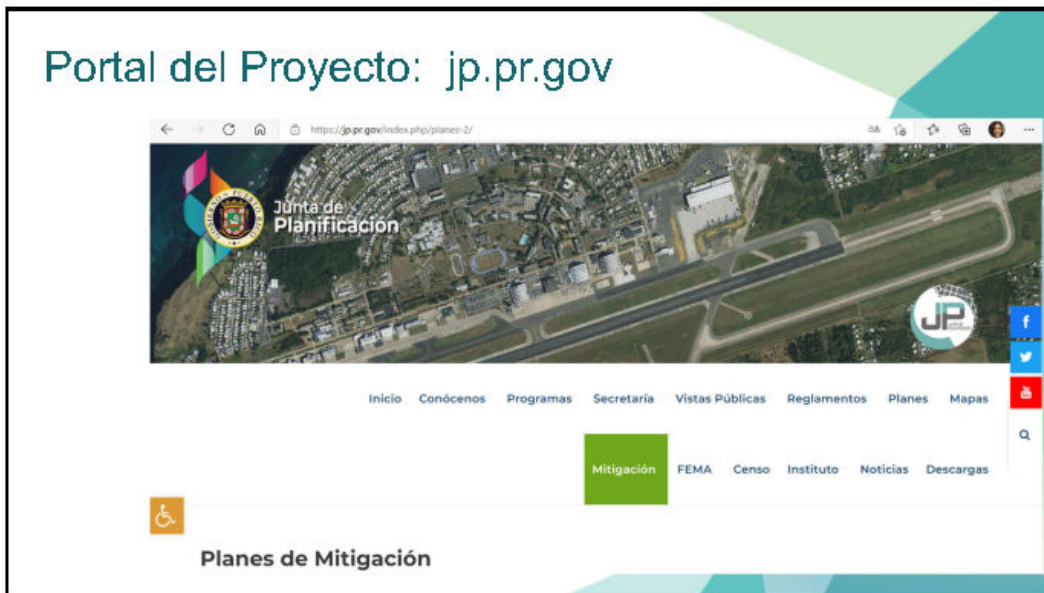 Portal del Proyecto: jp.pr.gov
https://jp.pr.gov/index.php/planes-2/
Junta de
Planificación
JP
Inicio Conócenos Programas Secretaría Vistas Públicas Reglamentos Planes Mapas
Mitigación FEMA Censo Instituto Noticias Descargas
Planes de Mitigación